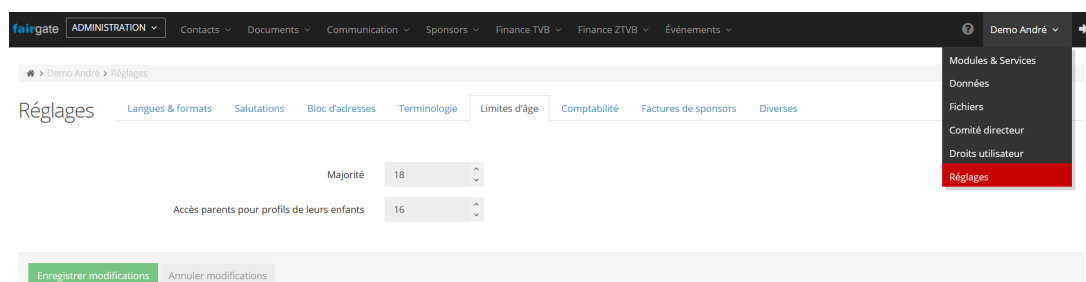 fairgate ADMINISTRATION Contacts Documents Communication Sponsors Finance TVB Finance ZTVB Événements Demo André
Modules & Services
> Demo André > Réglages
Données
Réglages Langues & formats Salutations Bloc d'adresses Terminologie Limites d'âge Comptabilité Factures de sponsors Diverses
Fichiers
Comité directeur
Droits utilisateur
Réglages
Majorité 18
Accès parents pour profils de leurs enfants 16
Enregistrer modifications Annuler modifications